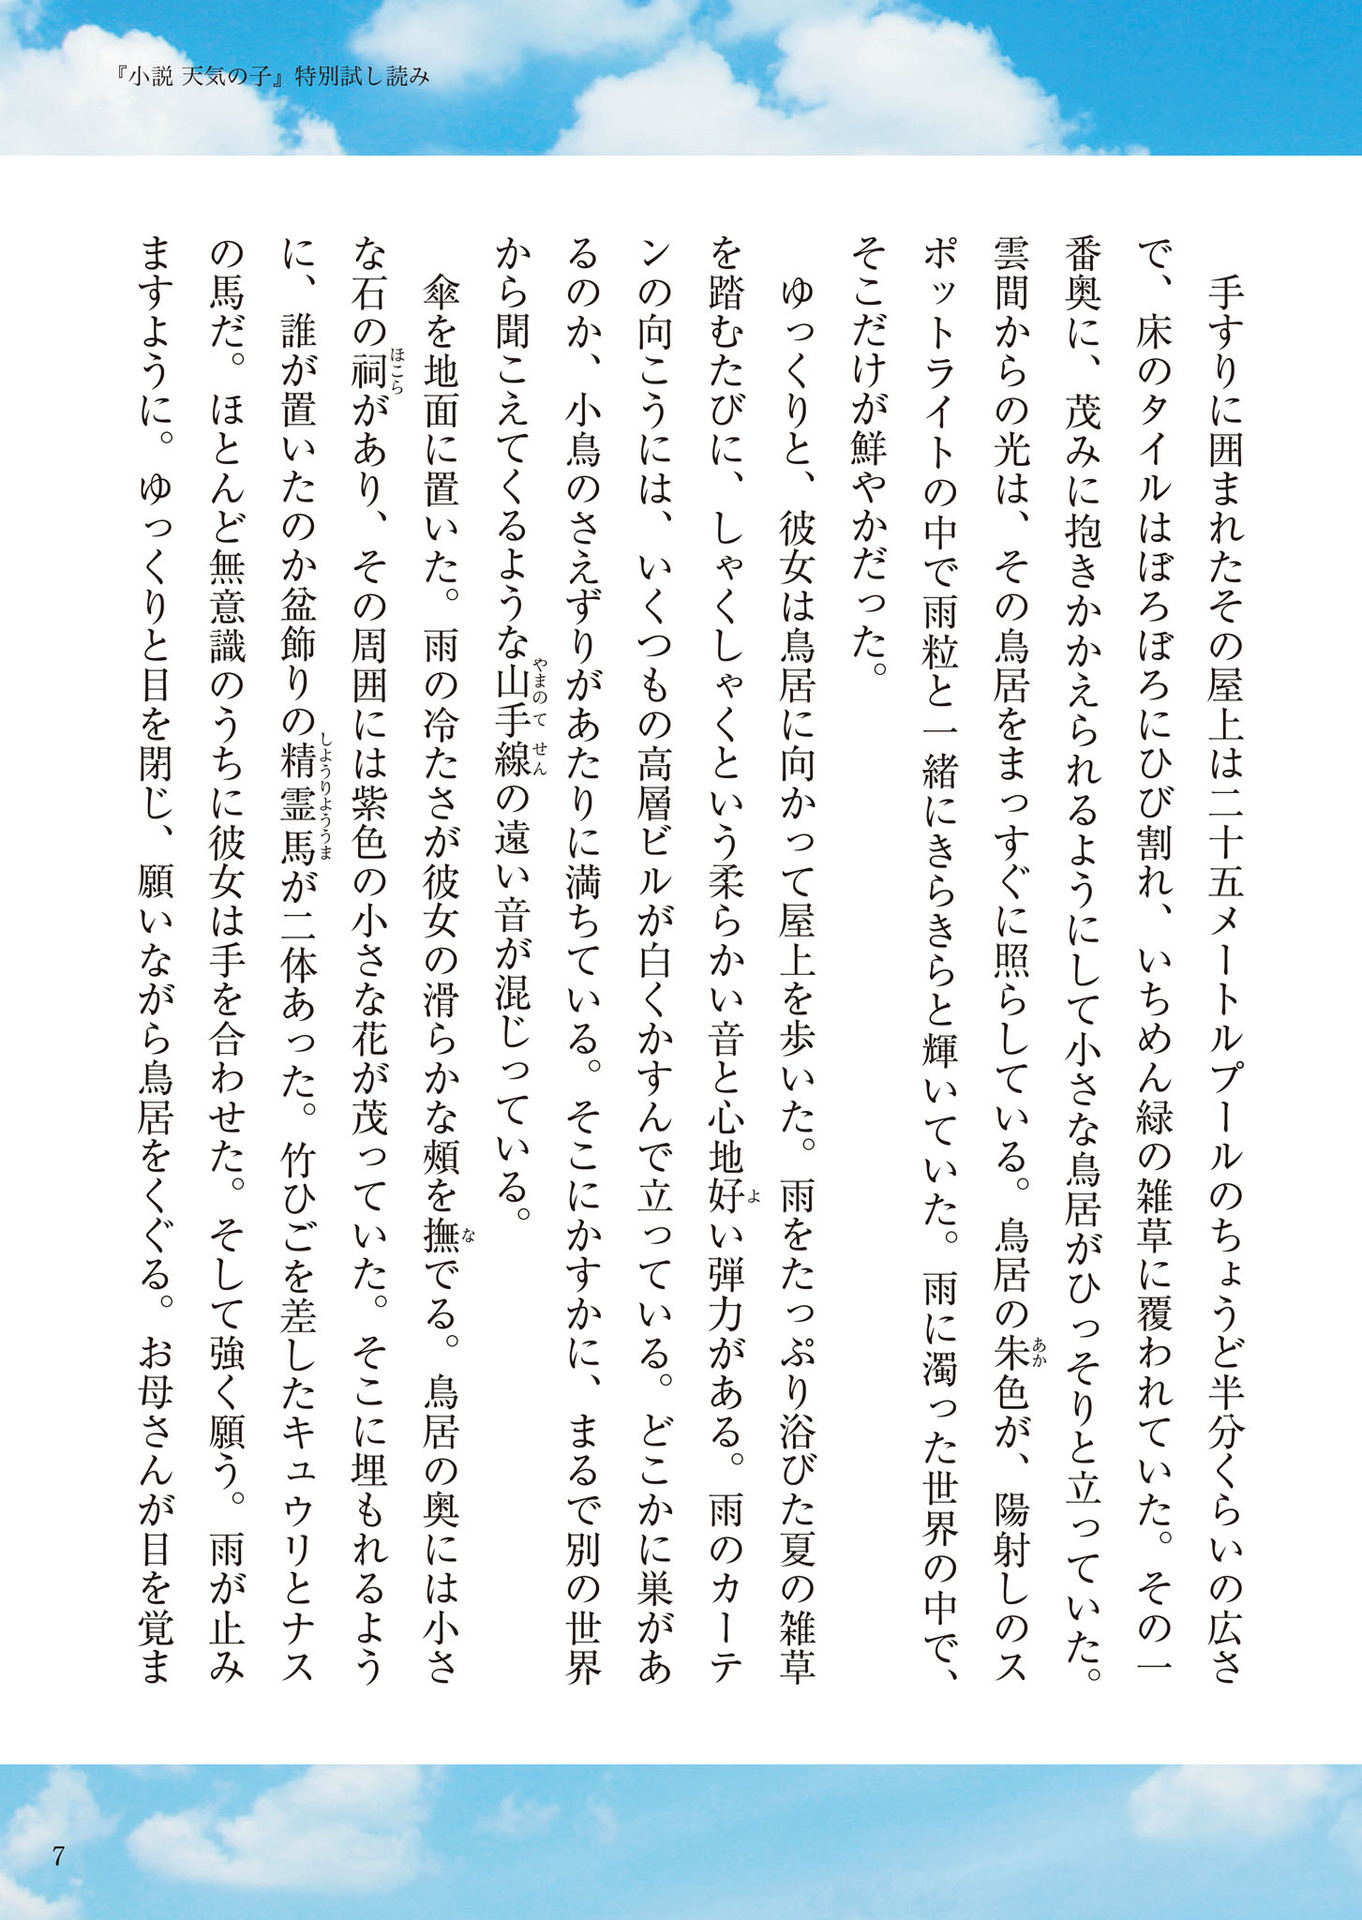 『小説 天気の子』特別試し読み
　手すりに囲まれたその屋上は二十五メートルプールのちょうど半分くらいの広さ
で、床のタイルはぼろぼろにひび割れ、いちめん緑の雑草に覆われていた。その一
番奥に、茂みに抱きかかえられるようにして小さな鳥居がひっそりと立っていた。
雲間からの光は、その鳥居をまっすぐに照らしている。鳥居の朱色が、陽射しのス
あか
ポットライトの中で雨粒と一緒にきらきらと輝いていた。雨に濁った世界の中で、
そこだけが鮮やかだった。
　ゆっくりと、彼女は鳥居に向かって屋上を歩いた。雨をたっぷり浴びた夏の雑草
を踏むたびに、しゃくしゃくという柔らかい音と心地好い弾力がある。雨のカーテ
よ
ンの向こうには、いくつもの高層ビルが白くかすんで立っている。どこかに巣があ
るのか、小鳥のさえずりがあたりに満ちている。そこにかすかに、まるで別の世界
から聞こえてくるような山手線の遠い音が混じっている。
やまのてせん
　傘を地面に置いた。雨の冷たさが彼女の滑らかな頰を撫でる。鳥居の奥には小さ
な
な石の祠があり、その周囲には紫色の小さな花が茂っていた。そこに埋もれるよう
ほこら
に、誰が置いたのか盆飾りの精霊馬が二体あった。竹ひごを差したキュウリとナス
しようりよううま
の馬だ。ほとんど無意識のうちに彼女は手を合わせた。そして強く願う。雨が止み
ますように。ゆっくりと目を閉じ、願いながら鳥居をくぐる。お母さんが目を覚ま
7